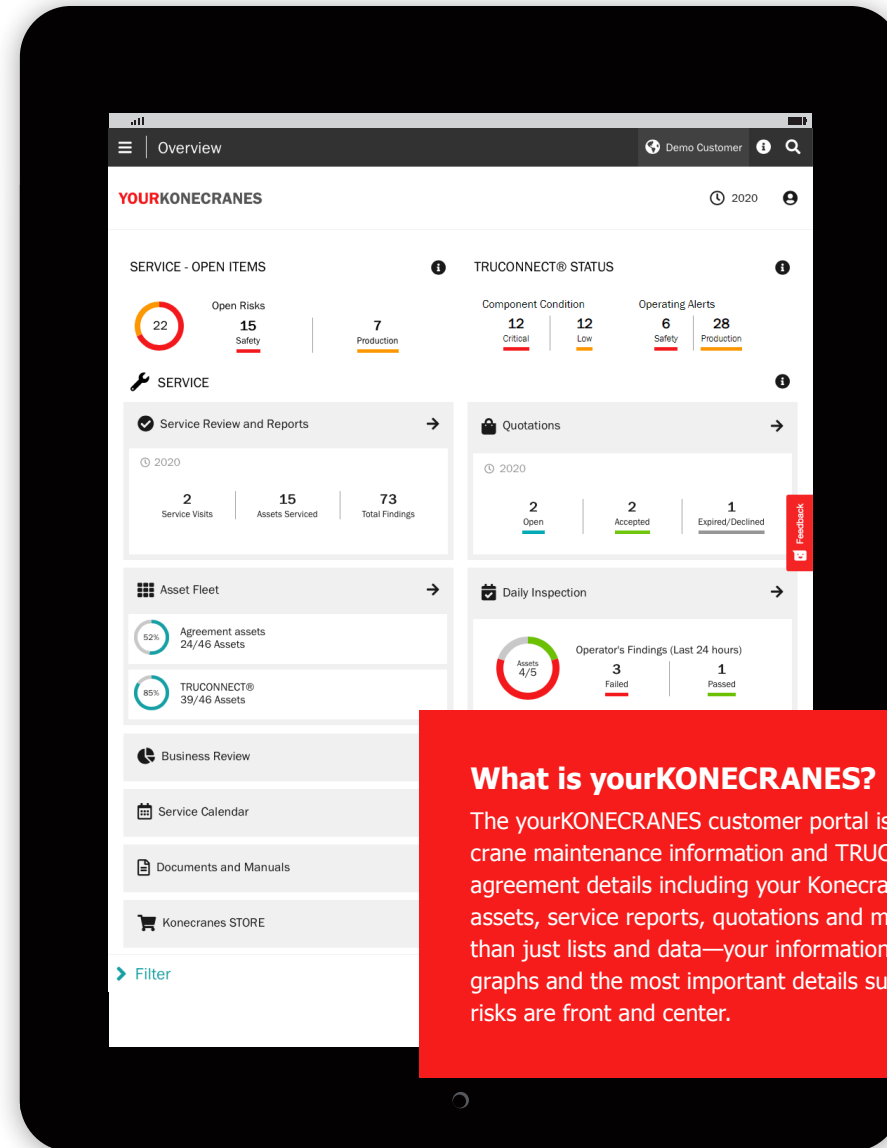 Overview
Demo Customer
YOURKONECRANES
2020
SERVICE - OPEN ITEMS
22
Open Risks
15
Safety
7
Production
TRUCONNECT® STATUS
Component Condition
12
Critical
12
Low
Operating Alerts
6
Safety
28
Production
SERVICE
Service Review and Reports
2020
2
Service Visits
15
Assets Serviced
73
Total Findings
Quotations
2020
2
Open
2
Accepted
1
Expired/Declined
Feedback
Asset Fleet
52%
Agreement assets
24/46 Assets
85%
TRUCONNECT®
39/46 Assets
Daily Inspection
Assets
4/5
Operator's Findings (Last 24 hours)
3
Failed
1
Passed
Business Review
Service Calendar
Documents and Manuals
Konecranes STORE
Filter
What is yourKONECRANES?
The yourKONECRANES customer portal is
crane maintenance information and TRUC
agreement details including your Konecra
assets, service reports, quotations and m
than just lists and data—your information
graphs and the most important details su
risks are front and center.